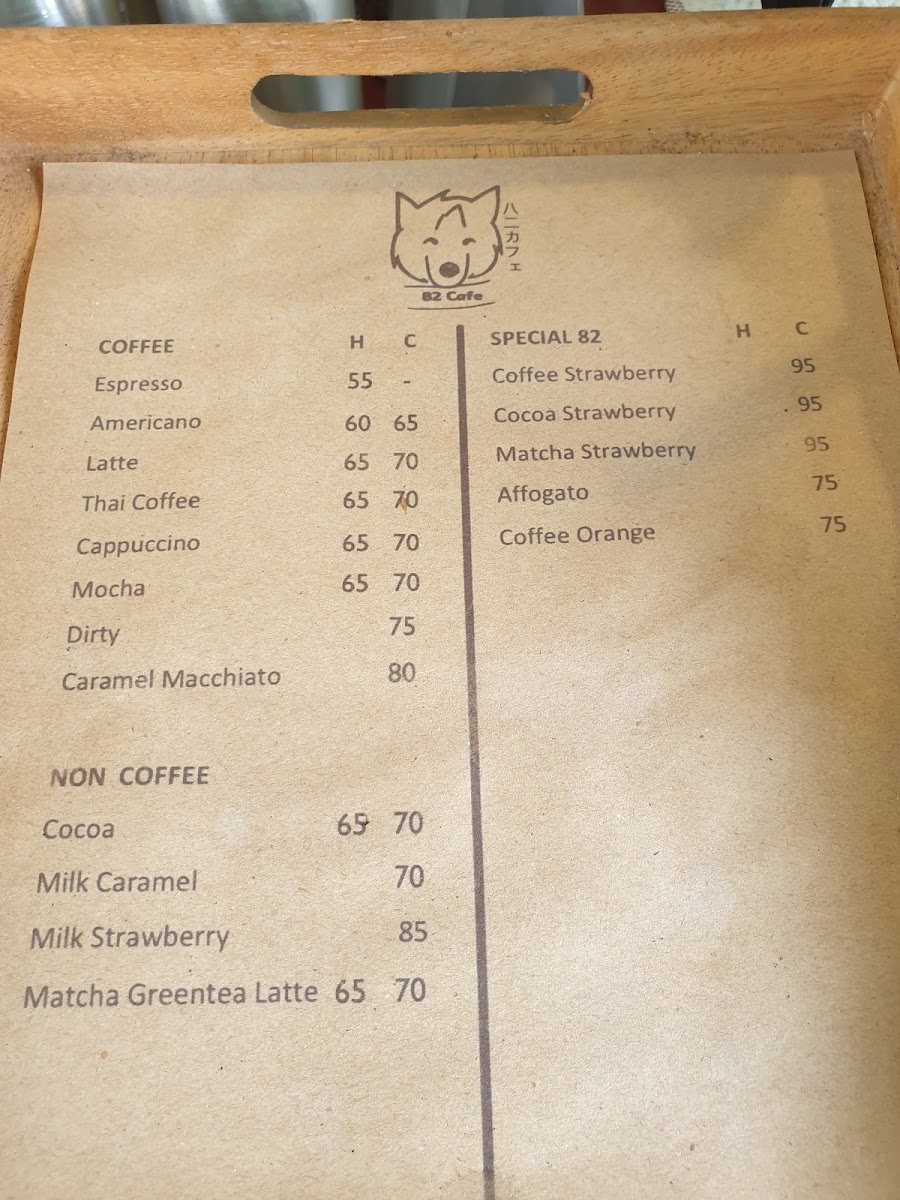 ハニカフェ
82 Cafe
COFFEE H C
Espresso 55 -
Americano 60 65
Latte 65 70
Thai Coffee 65 70
Cappuccino 65 70
Mocha 65 70
Dirty 75
Caramel Macchiato 80
NON COFFEE
Cocoa 65 70
Milk Caramel 70
Milk Strawberry 85
Matcha Greentea Latte 65 70
SPECIAL 82 H C
Coffee Strawberry 95
Cocoa Strawberry . 95
Matcha Strawberry 95
Affogato 75
Coffee Orange 75